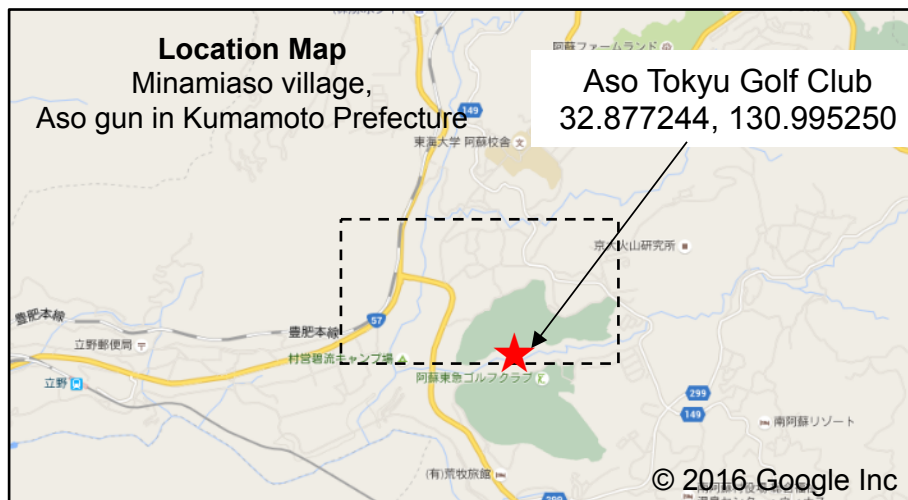 Location Map
Minamiaso village,
Aso gun in Kumamoto Prefecture
阿蘇ファームランド
Aso Tokyu Golf Club
32.877244, 130.995250
149
東海大学 阿蘇校舎
京大火山研究所
豊肥本線
57
豊肥本線
立野郵便局
村営碧流キャンプ場
立野
阿蘇東急ゴルフクラブ
299
149
南阿蘇リゾート
(有)荒牧旅館
299
© 2016 Google Inc